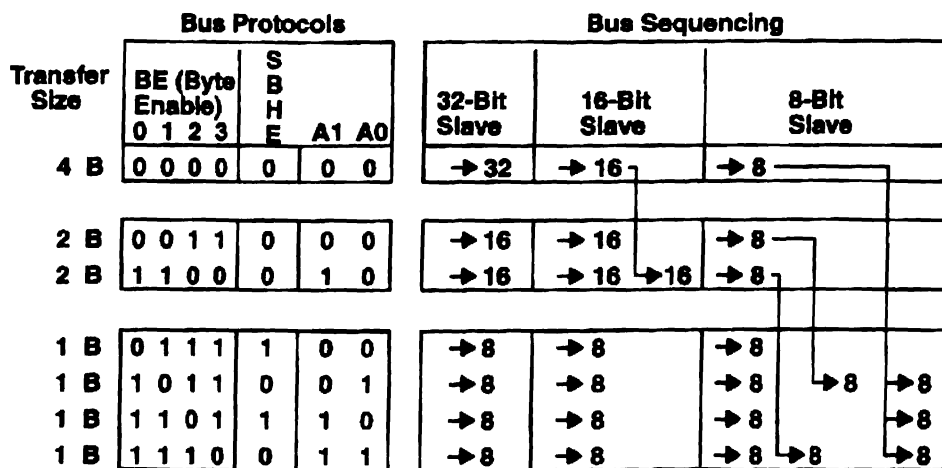 Bus Protocols Bus Sequencing
Transfer Size BE (Byte Enable) 0 1 2 3 SBHE A1 A0 32-Bit Slave 16-Bit Slave 8-Bit Slave
4 B 0 0 0 0 0 0 0 → 32 → 16 → 8
2 B 0 0 1 1 0 0 0 → 16 → 16 → 8
2 B 1 1 0 0 0 1 0 → 16 → 16 → 16 → 8
1 B 0 1 1 1 1 0 0 → 8 → 8 → 8
1 B 1 0 1 1 0 0 1 → 8 → 8 → 8 → 8 → 8
1 B 1 1 0 1 1 1 0 → 8 → 8 → 8 → 8
1 B 1 1 1 0 0 1 1 → 8 → 8 → 8 → 8 → 8